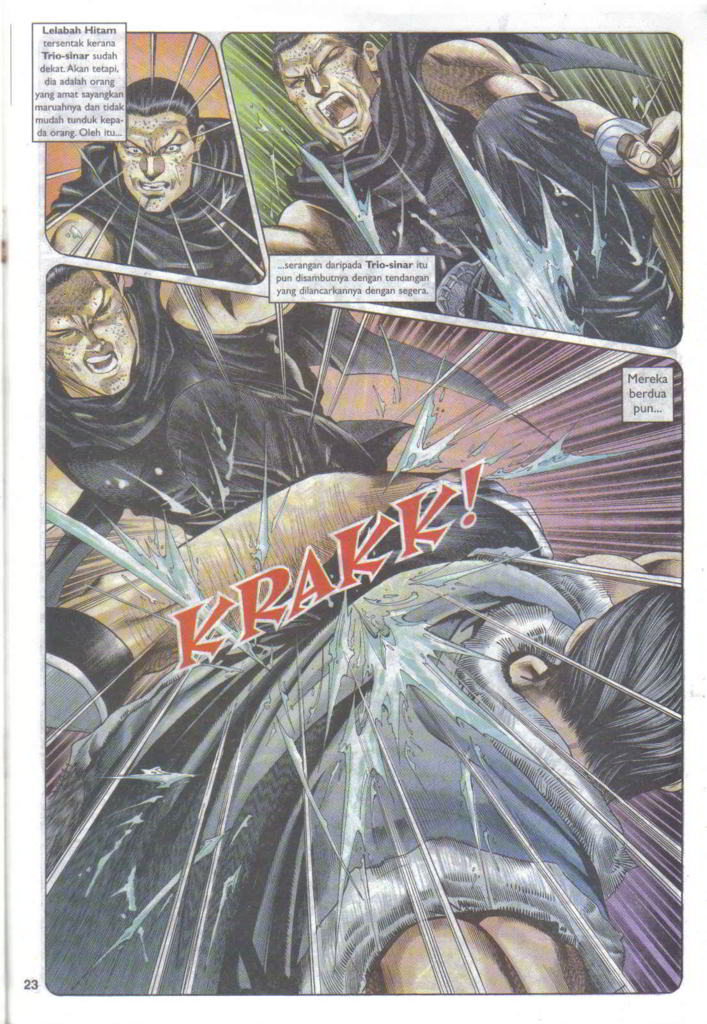 Lelabah Hitam
tersentak kerana
Trio-sinar sudah
dekat. Akan tetapi,
dia adalah orang
yang amat sayangkan
maruahnya dan tidak
mudah tunduk kepa-
da orang. Oleh itu...
...serangan daripada Trio-sinar itu
pun disambutnya dengan tendangan
yang dilancarkannya dengan segera.
Mereka
berdua
pun...
KRAKK!
23